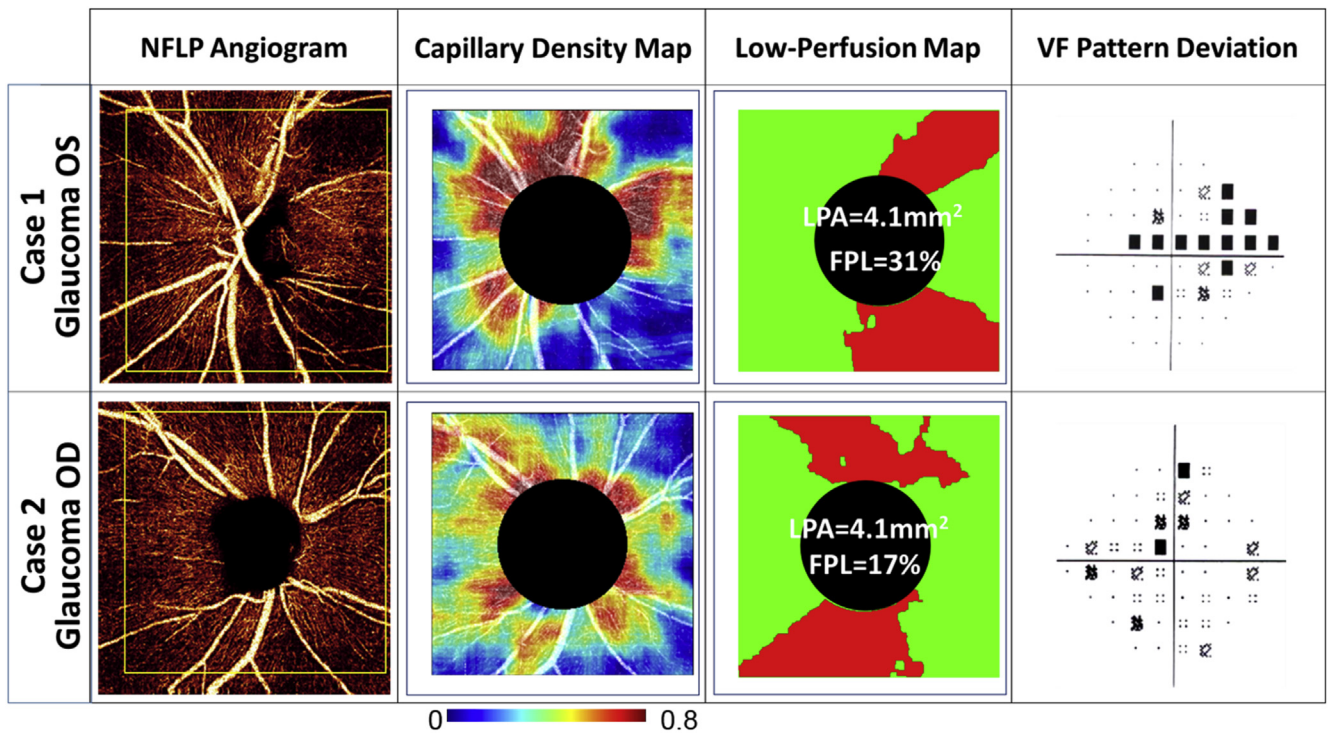 NFLP Angiogram
Capillary Density Map
Low-Perfusion Map
VF Pattern Deviation
Case 1
Glaucoma OS
LPA=4.1mm²
FPL=31%
Case 2
Glaucoma OD
LPA=4.1mm²
FPL=17%
0
0.8